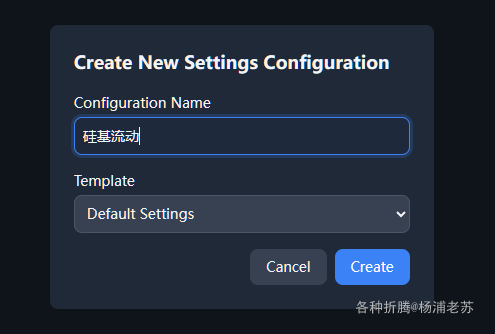 Create New Settings Configuration
Configuration Name
硅基流动
Template
Default Settings
Cancel Create
各种折腾@杨浦老苏